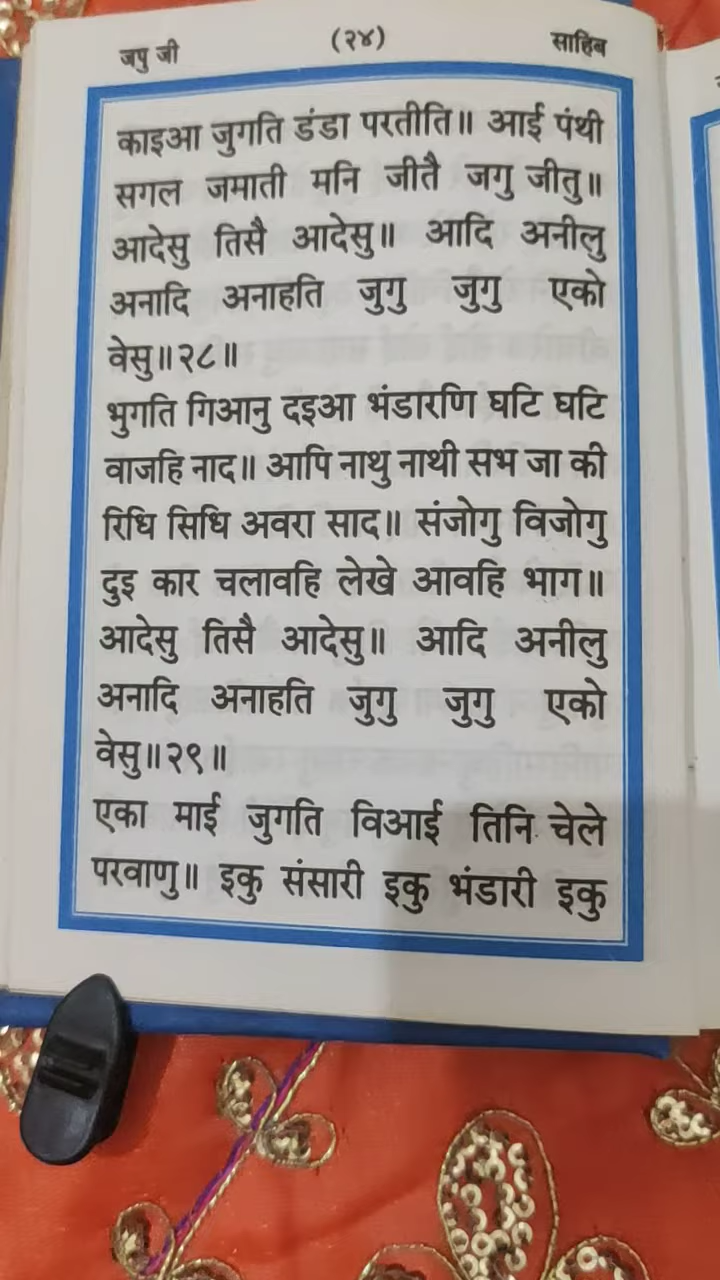 जपु जी (२४) साहिब
काइआ जुगति डंडा परतीति॥ आई पंथी
सगल जमाती मनि जीतै जगु जीतु॥
आदेसु तिसै आदेसु॥ आदि अनीलु
अनादि अनाहति जुगु जुगु एको
वेसु॥२८॥
भुगति गिआनु दइआ भंडारणि घटि घटि
वाजहि नाद॥ आपि नाथु नाथी सभ जा की
रिधि सिधि अवरा साद॥ संजोगु विजोगु
दुइ कार चलावहि लेखे आवहि भाग॥
आदेसु तिसै आदेसु॥ आदि अनीलु
अनादि अनाहति जुगु जुगु एको
वेसु॥२९॥
एका माई जुगति विआई तिनि चेले
परवाणु॥ इकु संसारी इकु भंडारी इकु